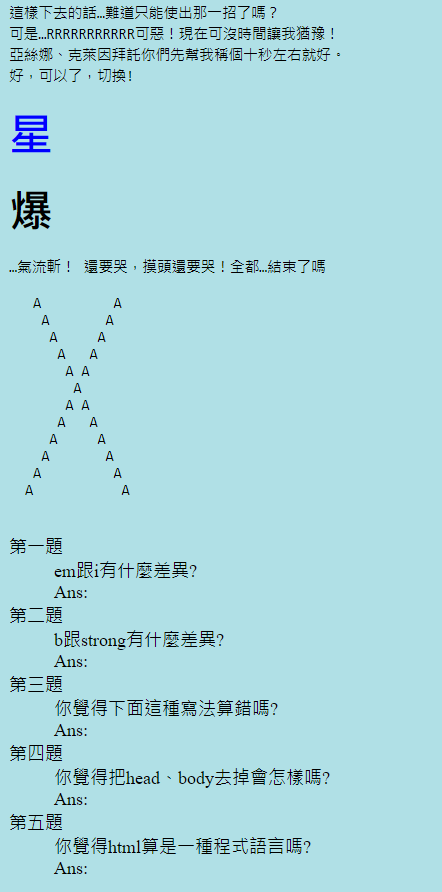 這樣下去的話…難道只能使出那一招了嗎？
可是…RRRRRRRRRRR可惡！現在可沒時間讓我猶豫！
亞絲娜、克萊因拜託你們先幫我稱個十秒左右就好。
好，可以了，切換!
星
爆
…氣流斬！ 還要哭，摸頭還要哭！全都…結束了嗎
A A
A A
A A
A A
A A
A
A A
A A
A A
A A
A A
A A
第一題
em跟i有什麼差異?
Ans:
第二題
b跟strong有什麼差異?
Ans:
第三題
你覺得下面這種寫法算錯嗎?
Ans:
第四題
你覺得把head、body去掉會怎樣嗎?
Ans:
第五題
你覺得html算是一種程式語言嗎?
Ans: